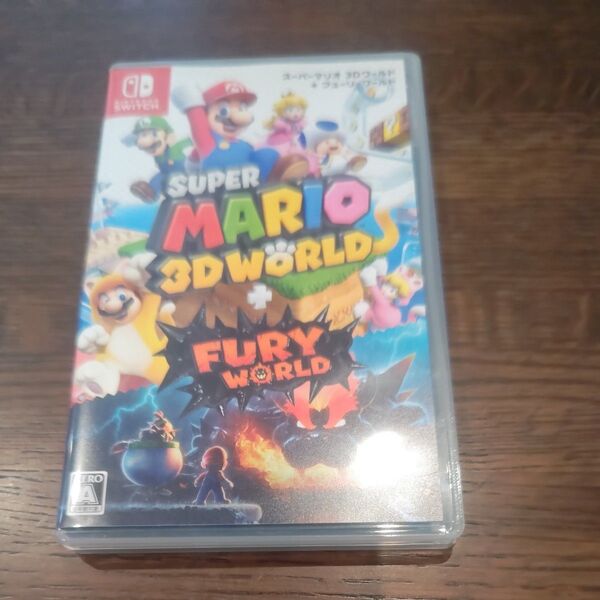 NINTENDO
SWITCH
スーパーマリオ 3Dワールド
+ フューリーワールド
SUPER
MARIO
3D WORLD
+
FURY
WORLD
CERO
A